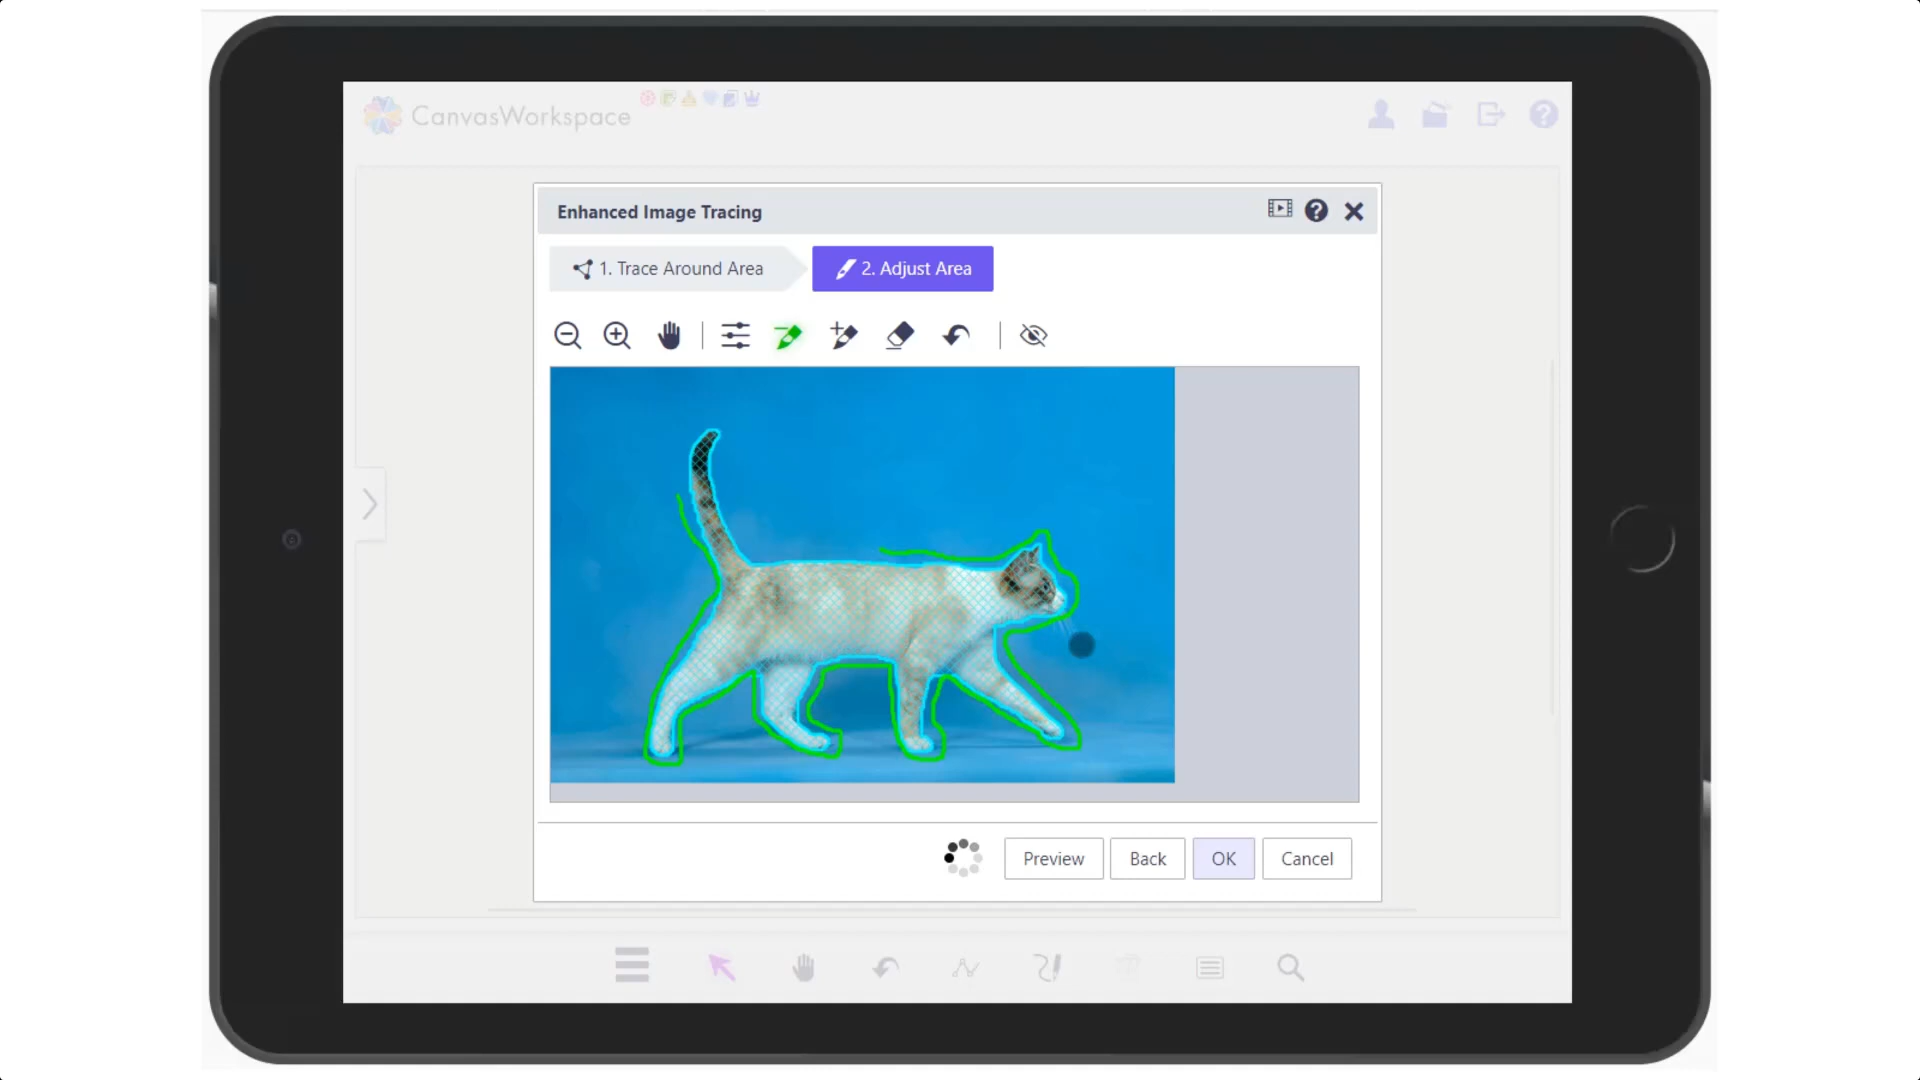 CanvasWorkspace
Enhanced Image Tracing
1. Trace Around Area
2. Adjust Area
Preview
Back
OK
Cancel